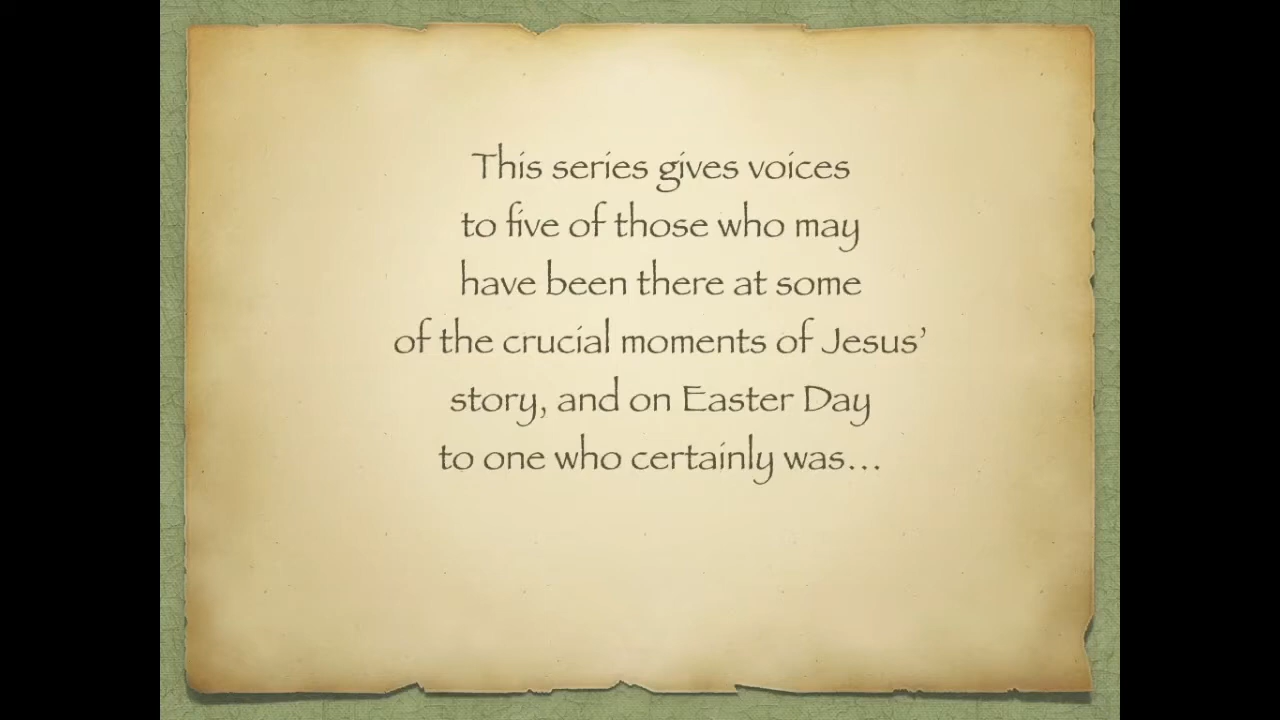 This series gives voices
to five of those who may
have been there at some
of the crucial moments of Jesus’
story, and on Easter Day
to one who certainly was…